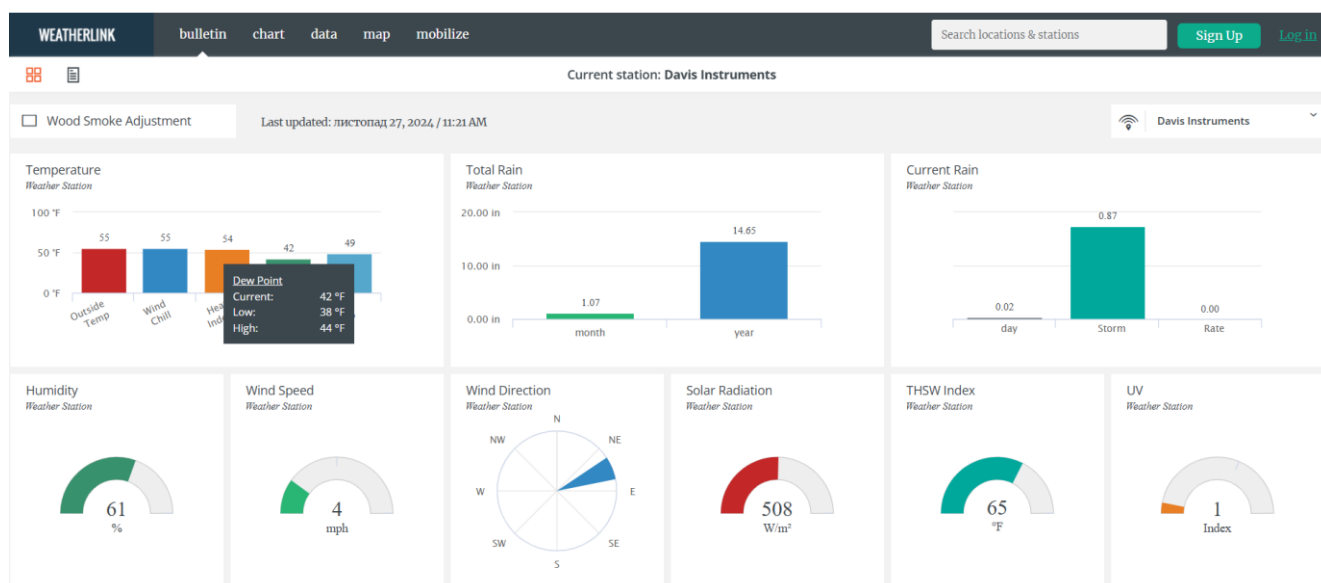 WEATHERLINK bulletin chart data map mobilize Search locations & stations Sign Up Log in
Current station: Davis Instruments
Wood Smoke Adjustment Last updated: листопад 27, 2024 / 11:21 AM Davis Instruments
Temperature
Weather Station
100 °F
50 °F
0 °F
55 55 54 42 49
Outside Temp
Wind Chill
Dew Point
Current: 42 °F
Low: 38 °F
High: 44 °F
Total Rain
Weather Station
20.00 in
10.00 in
0.00 in
1.07 14.65
month year
Current Rain
Weather Station
0.02 0.87 0.00
day Storm Rate
Humidity
Weather Station
61
%
Wind Speed
Weather Station
4
mph
Wind Direction
Weather Station
N
NW NE
W E
SW SE
S
Solar Radiation
Weather Station
508
W/m²
THSW Index
Weather Station
65
°F
UV
Weather Station
1
Index